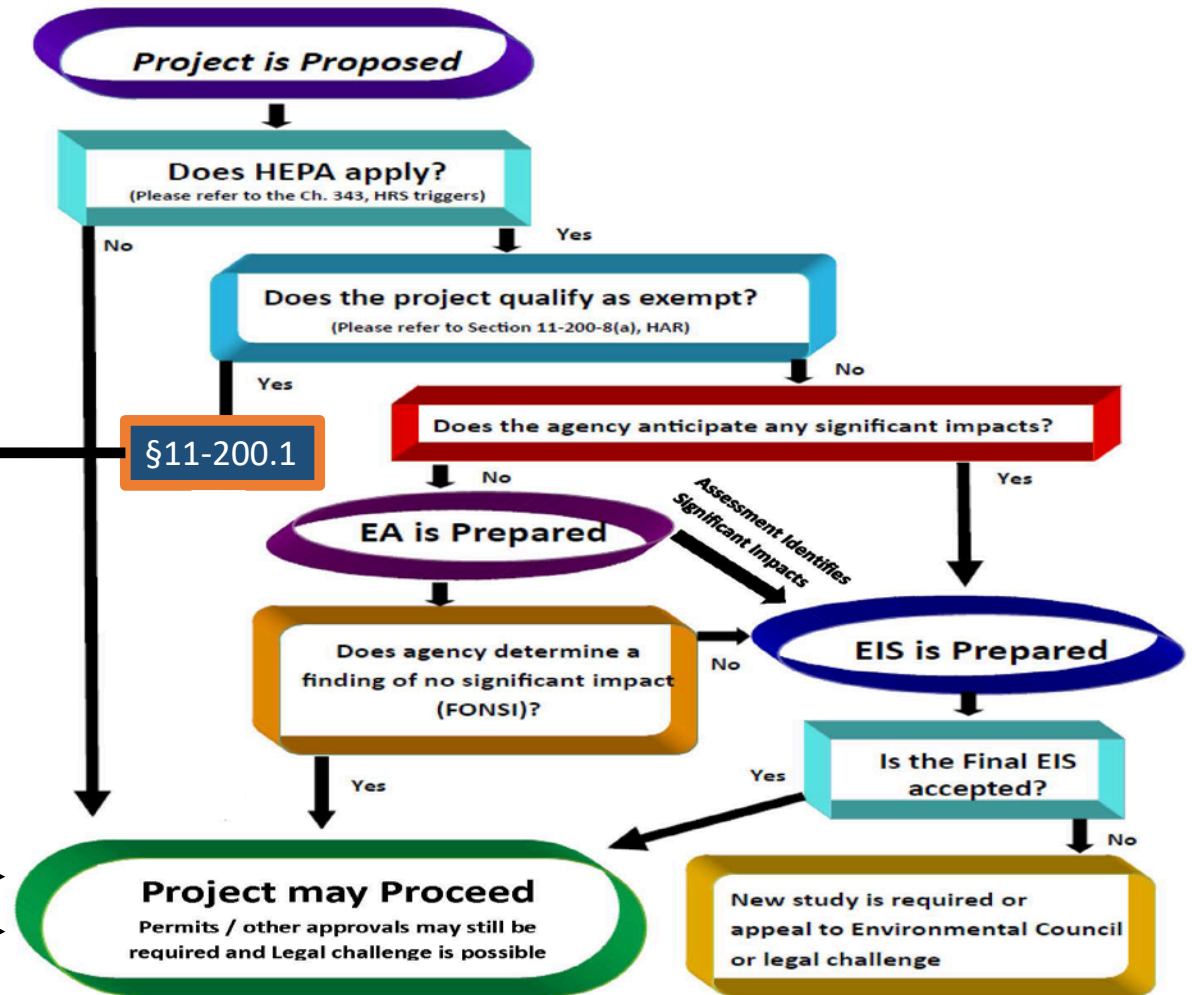 Project is Proposed
Does HEPA apply?
(Please refer to the Ch. 343, HRS triggers)
No
Yes
Does the project qualify as exempt?
(Please refer to Section 11-200-8(a), HAR)
Yes
No
§11-200.1
Does the agency anticipate any significant impacts?
No
Yes
Assessment Identifies
Significant Impacts
EA is Prepared
Does agency determine a
finding of no significant impact
(FONSI)?
No
Yes
EIS is Prepared
Is the Final EIS
accepted?
Yes
No
Project may Proceed
Permits / other approvals may still be
required and Legal challenge is possible
New study is required or
appeal to Environmental Council
or legal challenge